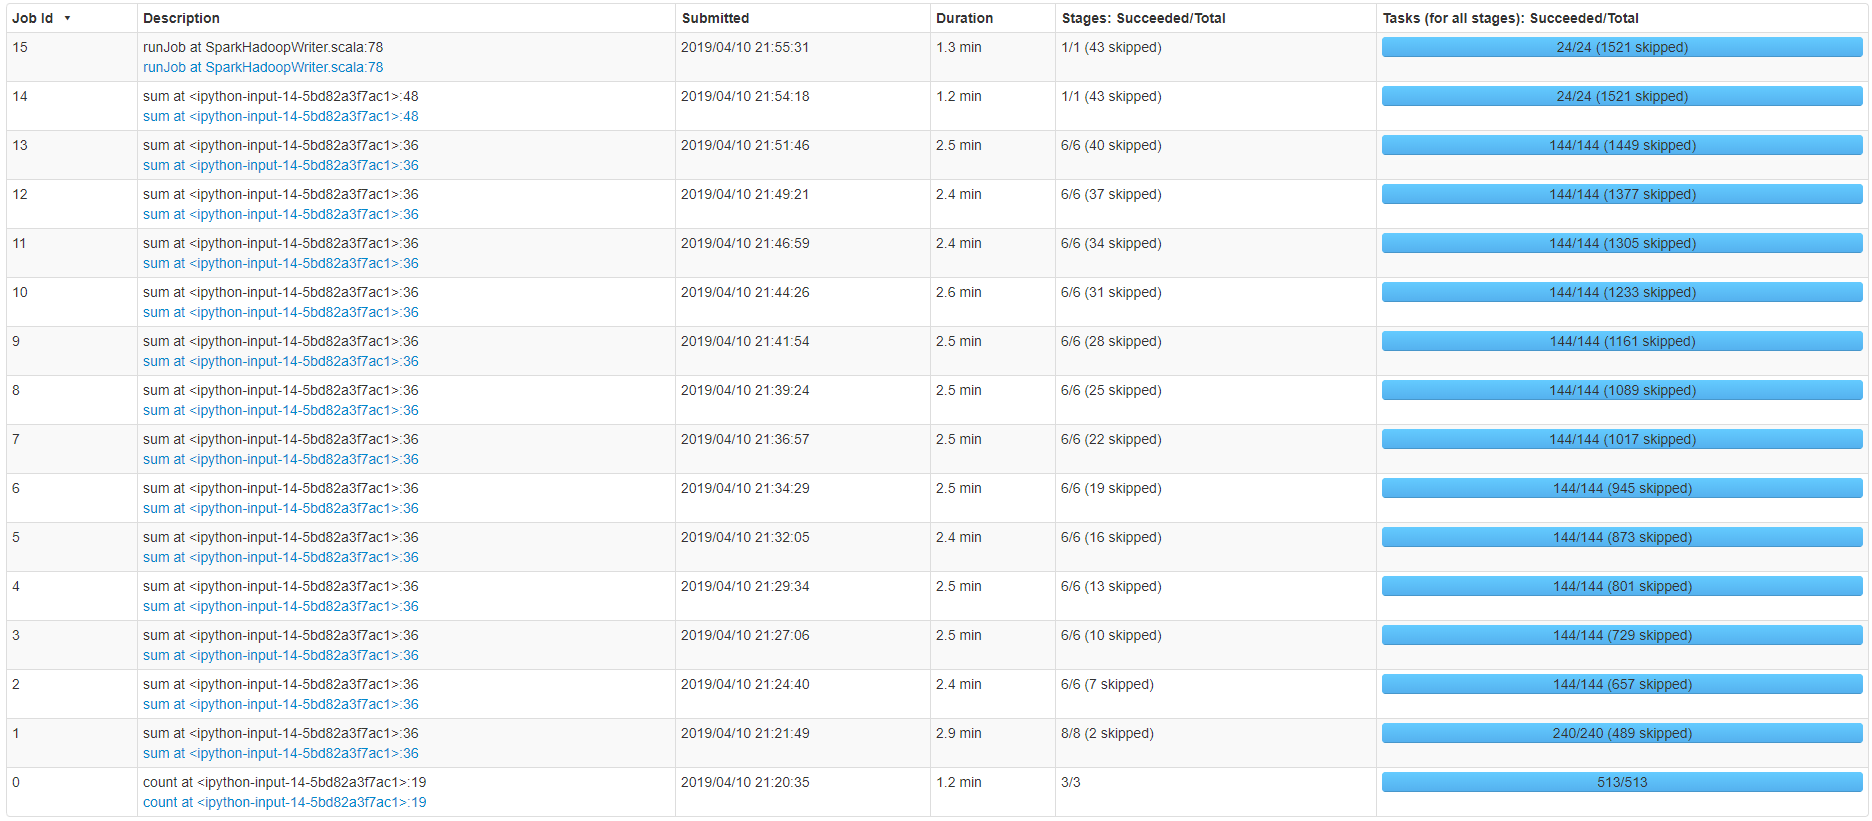 Job Id ▾ Description Submitted Duration Stages: Succeeded/Total Tasks (for all stages): Succeeded/Total
15 runJob at SparkHadoopWriter.scala:78 2019/04/10 21:55:31 1.3 min 1/1 (43 skipped) 24/24 (1521 skipped)
runJob at SparkHadoopWriter.scala:78
14 sum at <ipython-input-14-5bd82a3f7ac1>:48 2019/04/10 21:54:18 1.2 min 1/1 (43 skipped) 24/24 (1521 skipped)
sum at <ipython-input-14-5bd82a3f7ac1>:48
13 sum at <ipython-input-14-5bd82a3f7ac1>:36 2019/04/10 21:51:46 2.5 min 6/6 (40 skipped) 144/144 (1449 skipped)
sum at <ipython-input-14-5bd82a3f7ac1>:36
12 sum at <ipython-input-14-5bd82a3f7ac1>:36 2019/04/10 21:49:21 2.4 min 6/6 (37 skipped) 144/144 (1377 skipped)
sum at <ipython-input-14-5bd82a3f7ac1>:36
11 sum at <ipython-input-14-5bd82a3f7ac1>:36 2019/04/10 21:46:59 2.4 min 6/6 (34 skipped) 144/144 (1305 skipped)
sum at <ipython-input-14-5bd82a3f7ac1>:36
10 sum at <ipython-input-14-5bd82a3f7ac1>:36 2019/04/10 21:44:26 2.6 min 6/6 (31 skipped) 144/144 (1233 skipped)
sum at <ipython-input-14-5bd82a3f7ac1>:36
9 sum at <ipython-input-14-5bd82a3f7ac1>:36 2019/04/10 21:41:54 2.5 min 6/6 (28 skipped) 144/144 (1161 skipped)
sum at <ipython-input-14-5bd82a3f7ac1>:36
8 sum at <ipython-input-14-5bd82a3f7ac1>:36 2019/04/10 21:39:24 2.5 min 6/6 (25 skipped) 144/144 (1089 skipped)
sum at <ipython-input-14-5bd82a3f7ac1>:36
7 sum at <ipython-input-14-5bd82a3f7ac1>:36 2019/04/10 21:36:57 2.5 min 6/6 (22 skipped) 144/144 (1017 skipped)
sum at <ipython-input-14-5bd82a3f7ac1>:36
6 sum at <ipython-input-14-5bd82a3f7ac1>:36 2019/04/10 21:34:29 2.5 min 6/6 (19 skipped) 144/144 (945 skipped)
sum at <ipython-input-14-5bd82a3f7ac1>:36
5 sum at <ipython-input-14-5bd82a3f7ac1>:36 2019/04/10 21:32:05 2.4 min 6/6 (16 skipped) 144/144 (873 skipped)
sum at <ipython-input-14-5bd82a3f7ac1>:36
4 sum at <ipython-input-14-5bd82a3f7ac1>:36 2019/04/10 21:29:34 2.5 min 6/6 (13 skipped) 144/144 (801 skipped)
sum at <ipython-input-14-5bd82a3f7ac1>:36
3 sum at <ipython-input-14-5bd82a3f7ac1>:36 2019/04/10 21:27:06 2.5 min 6/6 (10 skipped) 144/144 (729 skipped)
sum at <ipython-input-14-5bd82a3f7ac1>:36
2 sum at <ipython-input-14-5bd82a3f7ac1>:36 2019/04/10 21:24:40 2.4 min 6/6 (7 skipped) 144/144 (657 skipped)
sum at <ipython-input-14-5bd82a3f7ac1>:36
1 sum at <ipython-input-14-5bd82a3f7ac1>:36 2019/04/10 21:21:49 2.9 min 8/8 (2 skipped) 240/240 (489 skipped)
sum at <ipython-input-14-5bd82a3f7ac1>:36
0 count at <ipython-input-14-5bd82a3f7ac1>:19 2019/04/10 21:20:35 1.2 min 3/3 513/513
count at <ipython-input-14-5bd82a3f7ac1>:19